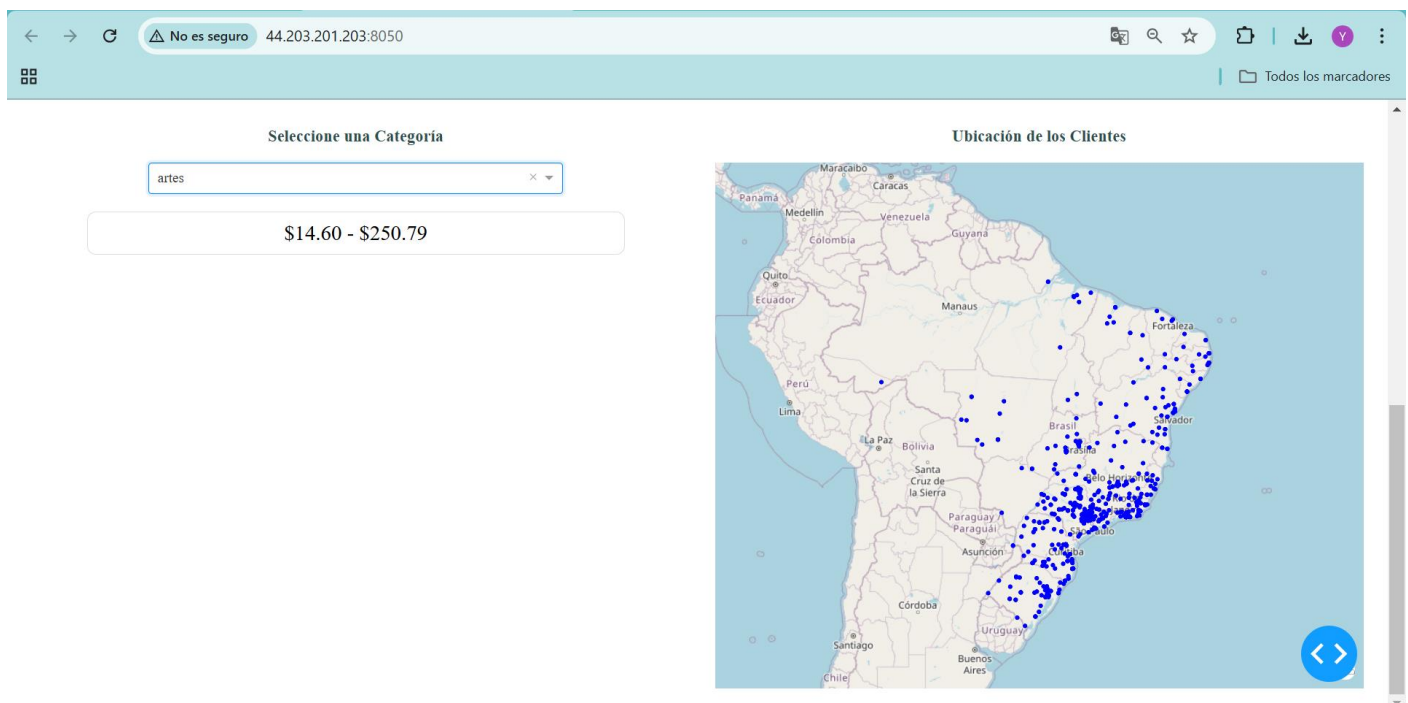 No es seguro 44.203.201.203:8050
Y
Todos los marcadores
Seleccione una Categoría
artes
$14.60 - $250.79
Ubicación de los Clientes
Maracaibo
Caracas
Panamá
Medellín
Venezuela
Guyana
Colombia
Quito
Ecuador
Manaus
Fortaleza
Perú
Lima
Brasil
Salvador
La Paz
Bolivia
Brasilia
Santa
Cruz de
la Sierra
Belo Horizonte
Paraguay /
Paraguái
São Paulo
Asunción
Curitiba
Córdoba
Uruguay
Santiago
Buenos
Aires
Chile